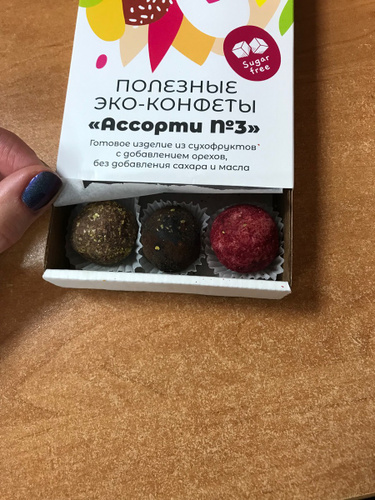 Sugar
free
ПОЛЕЗНЫЕ
ЭКО-КОНФЕТЫ
«Ассорти №3»
Готовое изделие из сухофруктов*
с добавлением орехов,
без добавления сахара и масла